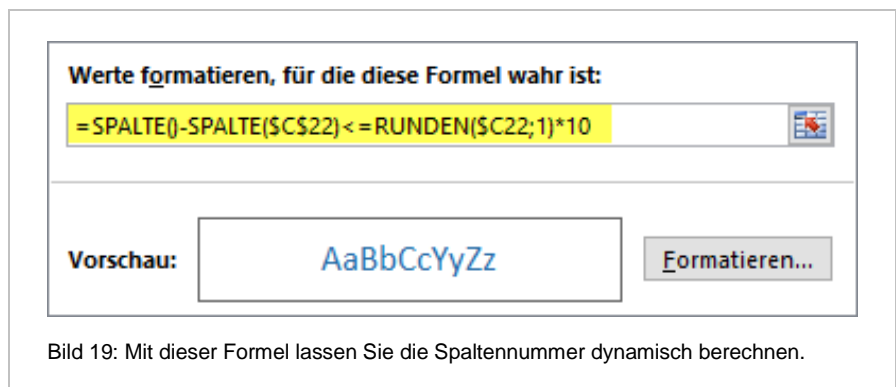 Werte formatieren, für die diese Formel wahr ist:
=SPALTE()-SPALTE($C$22)<=RUNDEN($C22;1)*10
Vorschau: AaBbCcYyZz Formatieren...
Bild 19: Mit dieser Formel lassen Sie die Spaltennummer dynamisch berechnen.